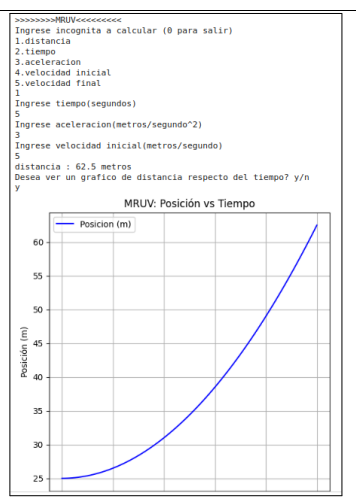 >>>>>>>>MRUV<<<<<<<<<
Ingrese incognita a calcular (0 para salir)
1.distancia
2.tiempo
3.aceleracion
4.velocidad inicial
5.velocidad final
1
Ingrese tiempo(segundos)
5
Ingrese aceleracion(metros/segundo^2)
3
Ingrese velocidad inicial(metros/segundo)
5
distancia : 62.5 metros
Desea ver un grafico de distancia respecto del tiempo? y/n
y
MRUV: Posición vs Tiempo
Posicion (m)
Posición (m)
60
55
50
45
40
35
30
25